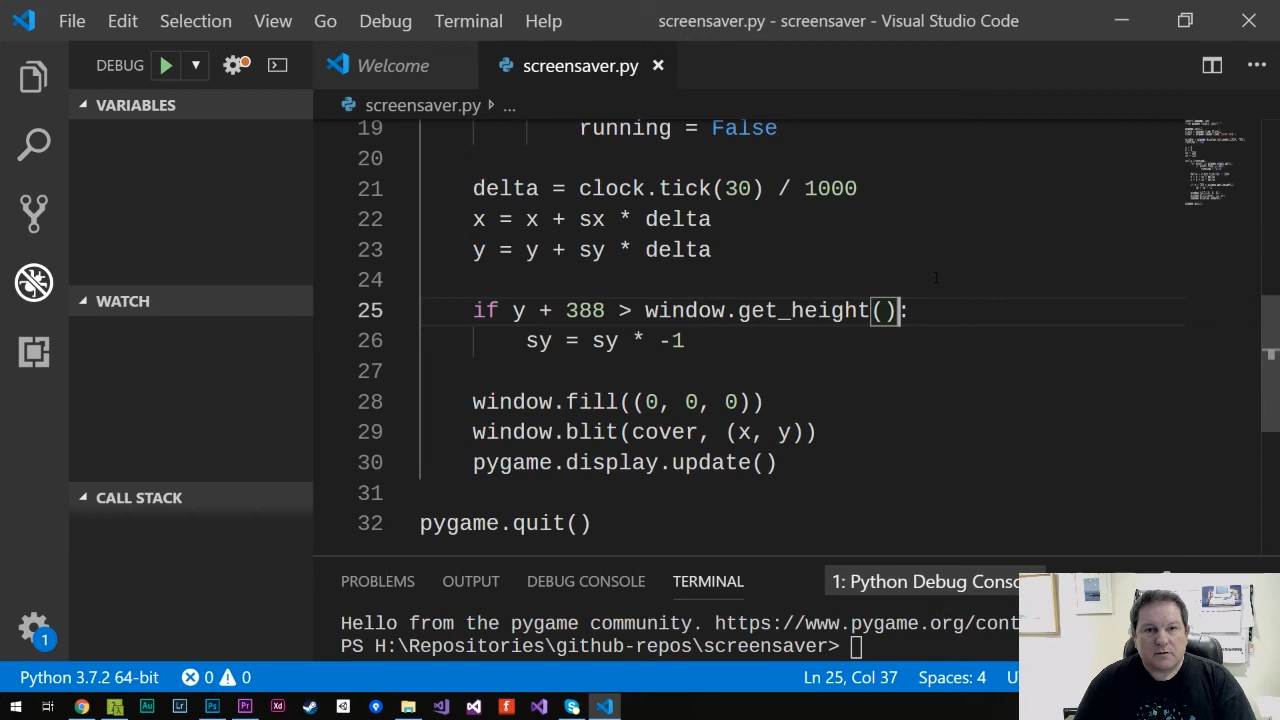 File Edit Selection View Go Debug Terminal Help screensaver.py - screensaver - Visual Studio Code
DEBUG Welcome screensaver.py
VARIABLES
screensaver.py ...
19 running = False
20
21 delta = clock.tick(30) / 1000
22 x = x + sx * delta
23 y = y + sy * delta
24
WATCH
25 if y + 388 > window.get_height():
26 sy = sy * -1
27
28 window.fill((0, 0, 0))
29 window.blit(cover, (x, y))
30 pygame.display.update()
CALL STACK
31
32 pygame.quit()
PROBLEMS OUTPUT DEBUG CONSOLE TERMINAL 1: Python Debug Conso
Hello from the pygame community. https://www.pygame.org/cont
PS H:\Repositories\github-repos\screensaver>
1
Python 3.7.2 64-bit 0 0 Ln 25, Col 37 Spaces: 4 U